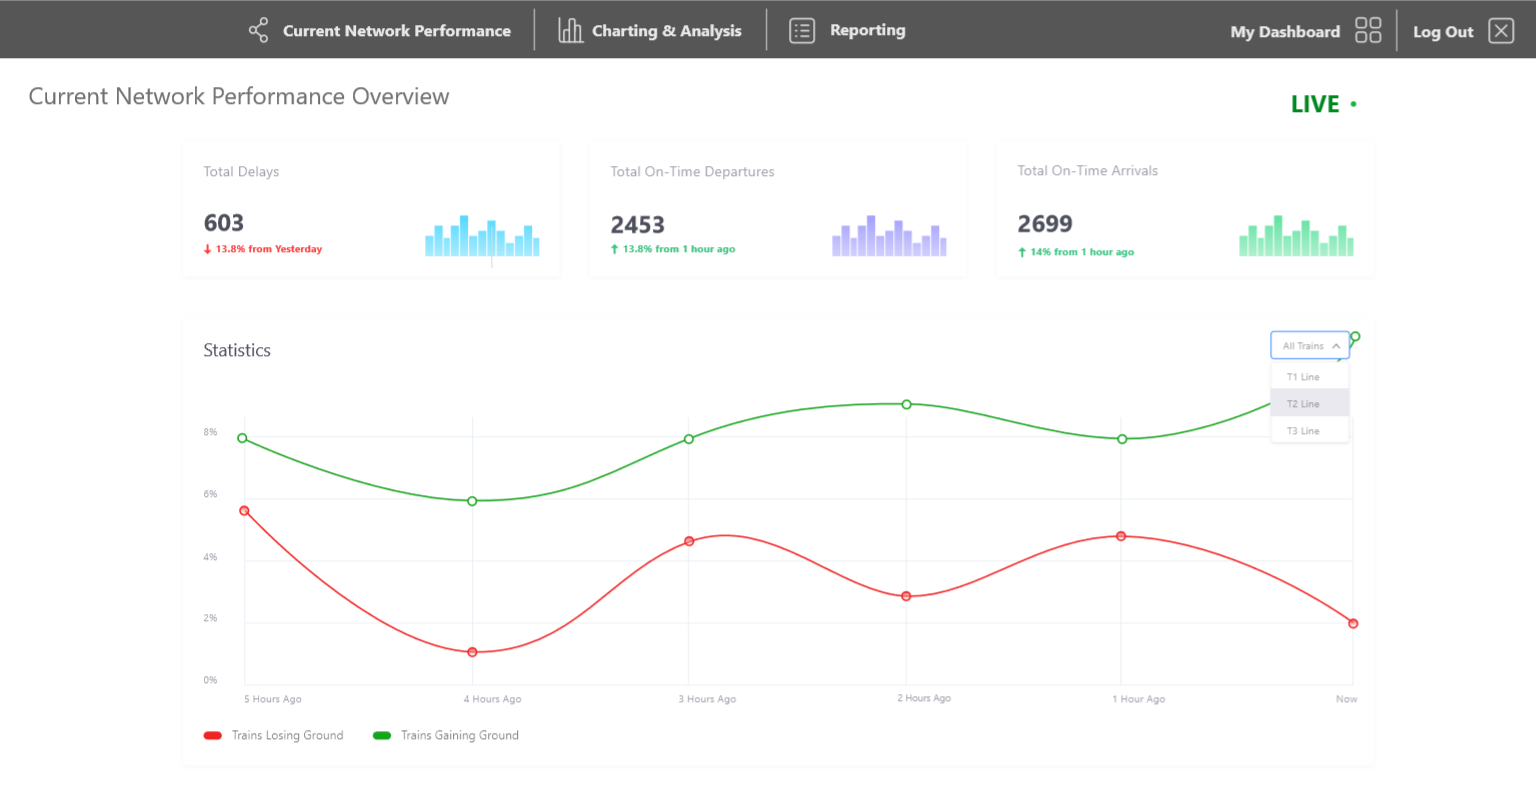 Current Network Performance
Charting & Analysis
Reporting
My Dashboard
Log Out
Current Network Performance Overview
LIVE
Total Delays
603
↓ 13.8% from Yesterday
Total On-Time Departures
2453
↑ 13.8% from 1 hour ago
Total On-Time Arrivals
2699
↑ 14% from 1 hour ago
Statistics
All Trains
T1 Line
T2 Line
T3 Line
8%
6%
4%
2%
0%
5 Hours Ago
4 Hours Ago
3 Hours Ago
2 Hours Ago
1 Hour Ago
Now
Trains Losing Ground
Trains Gaining Ground